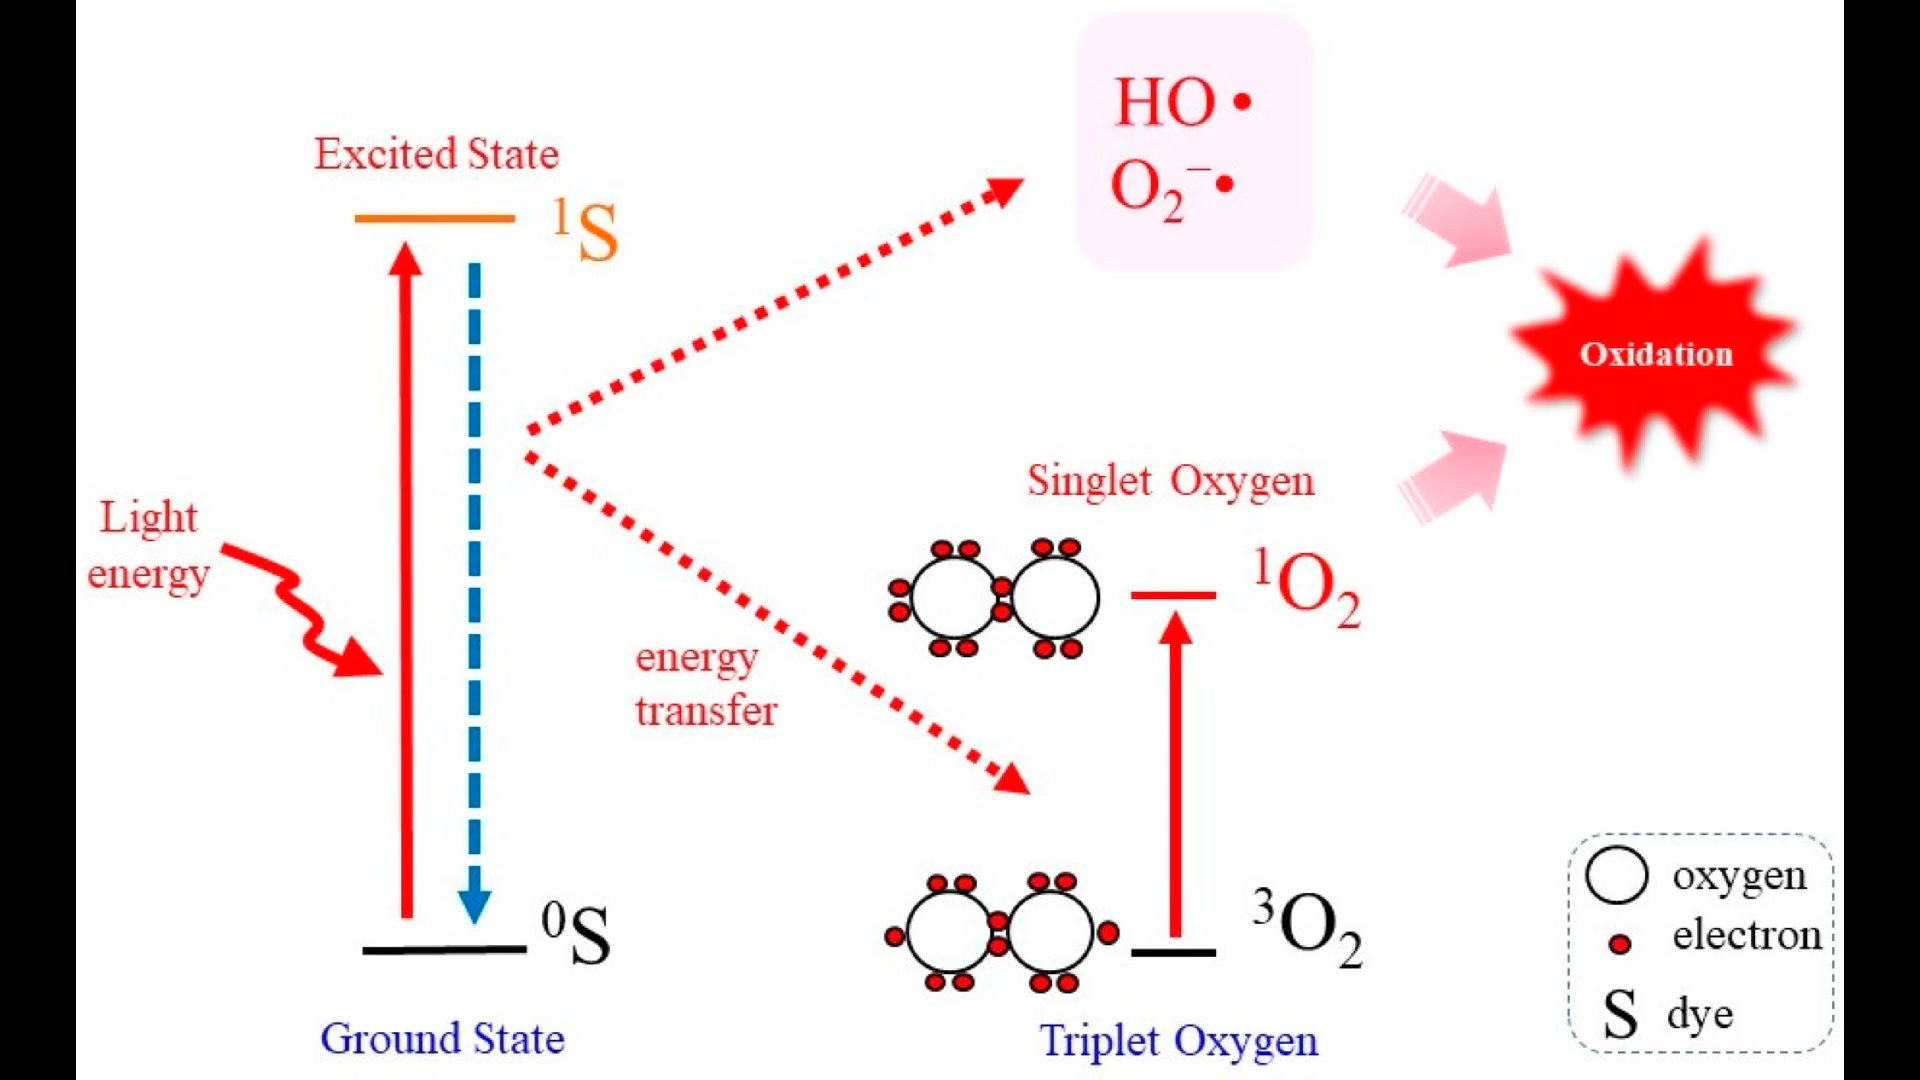 HO •
O₂⁻•
Excited State
¹S
Oxidation
Singlet Oxygen
Light
energy
¹O₂
energy
transfer
oxygen
⁰S
³O₂
electron
S dye
Ground State
Triplet Oxygen